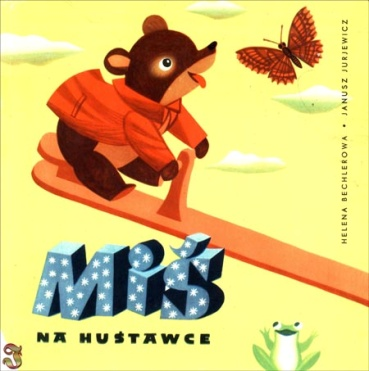 HELENA BECHLEROWA • JANUSZ JURJEWICZ
Miś
NA HUŚTAWCE